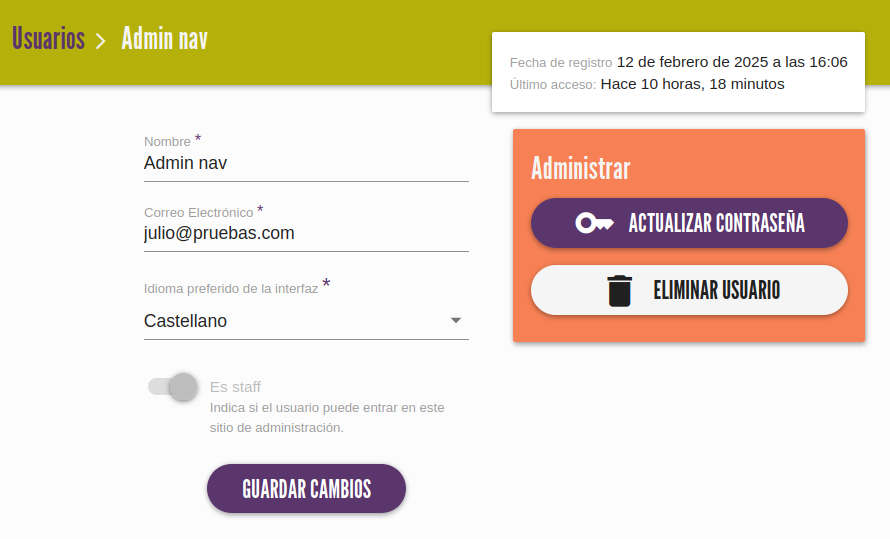 Usuarios > Admin nav
Fecha de registro 12 de febrero de 2025 a las 16:06
Último acceso: Hace 10 horas, 18 minutos
Nombre *
Admin nav
Correo Electrónico *
julio@pruebas.com
Idioma preferido de la interfaz *
Castellano
Es staff
Indica si el usuario puede entrar en este
sitio de administración.
GUARDAR CAMBIOS
Administrar
ACTUALIZAR CONTRASEÑA
ELIMINAR USUARIO